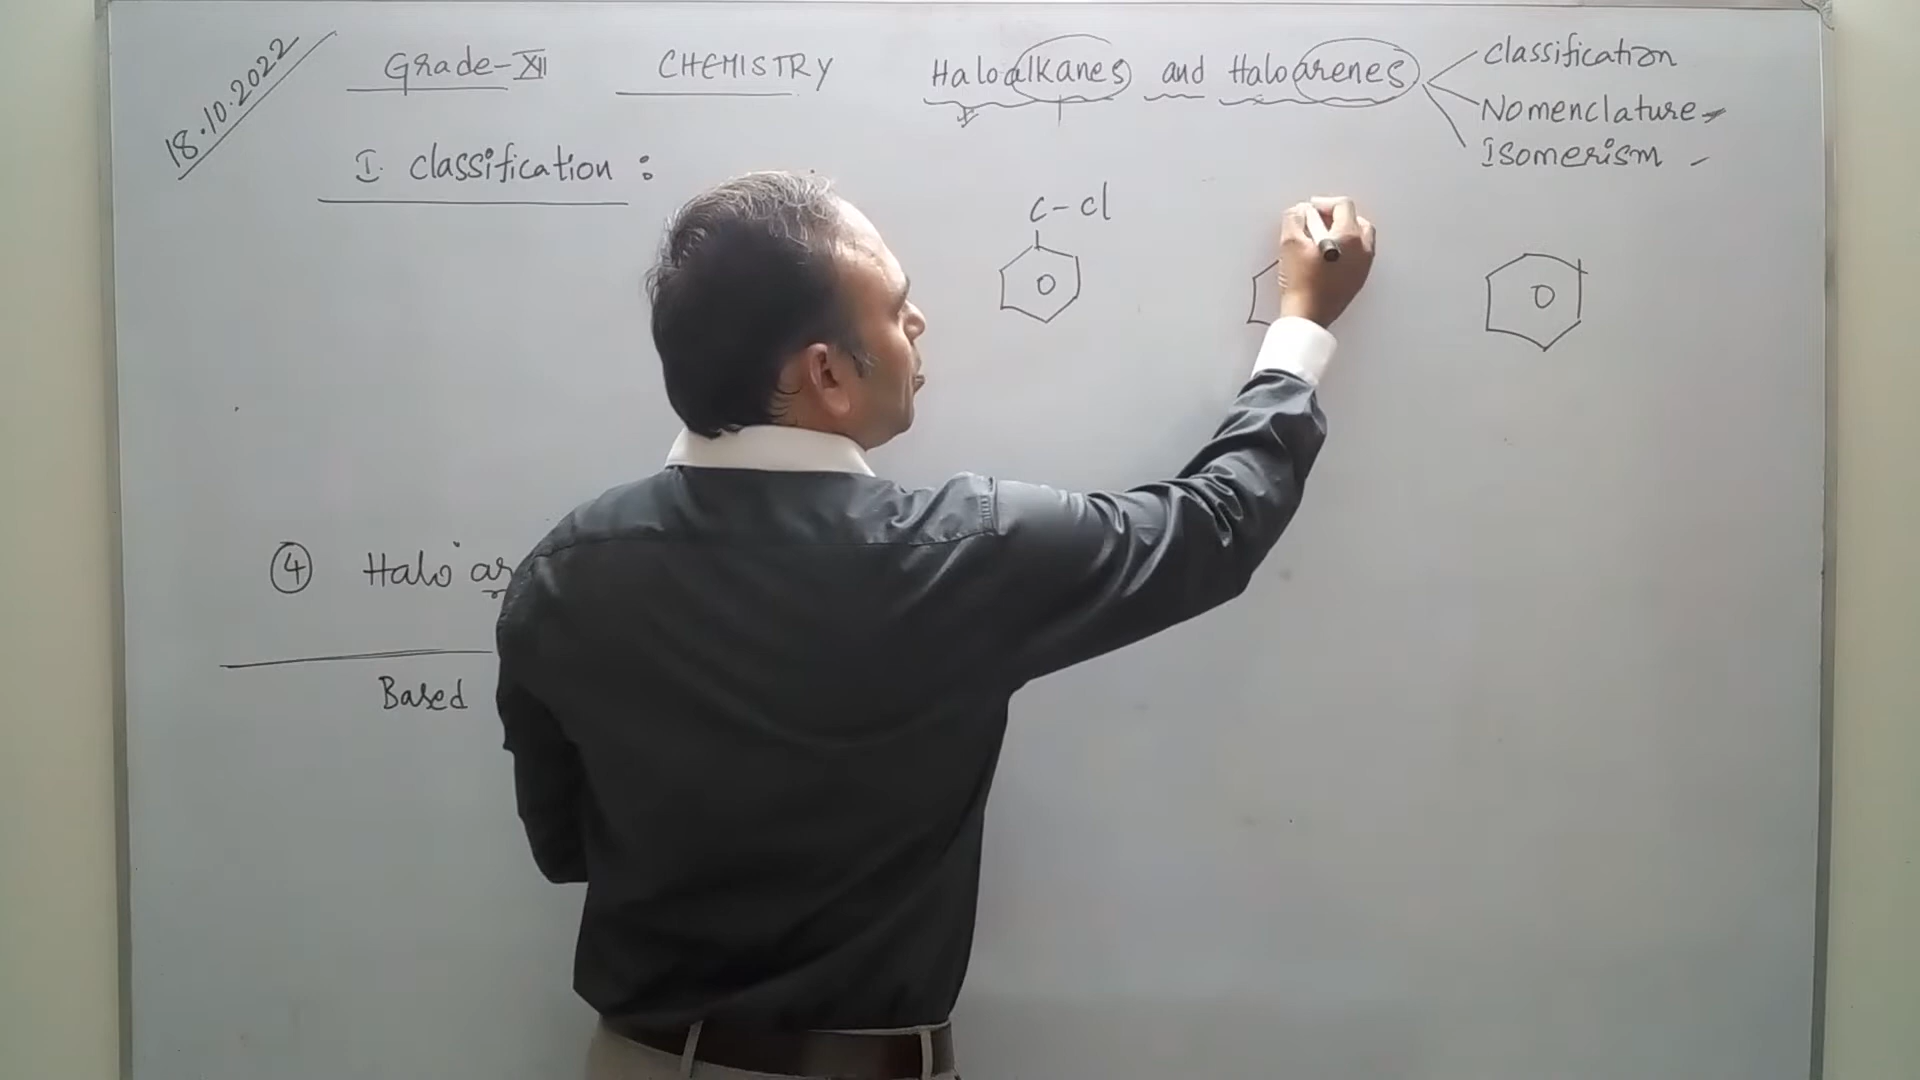 18.10.2022
Grade-XII CHEMISTRY Haloalkanes and Haloarenes
Classification
Nomenclature
Isomerism
I. Classification :
C-Cl
④ Halo
Based